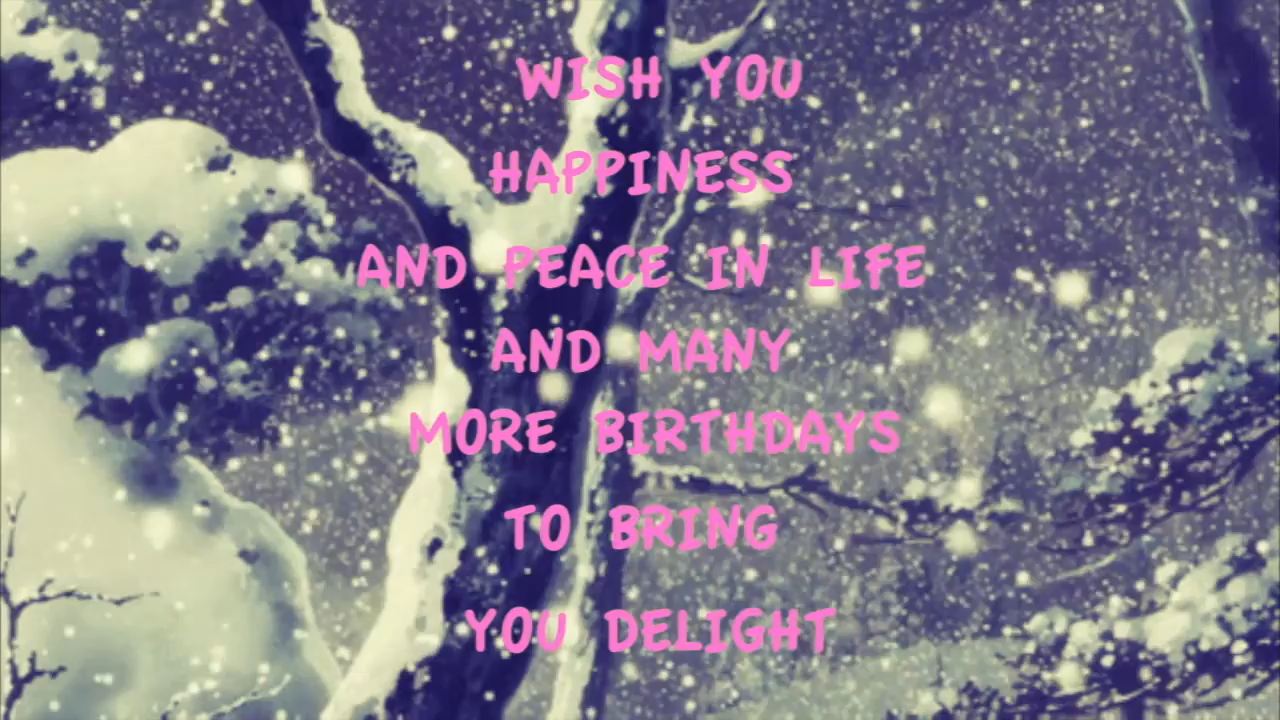 WISH YOU
HAPPINESS
AND PEACE IN LIFE
AND MANY
MORE BIRTHDAYS
TO BRING
YOU DELIGHT